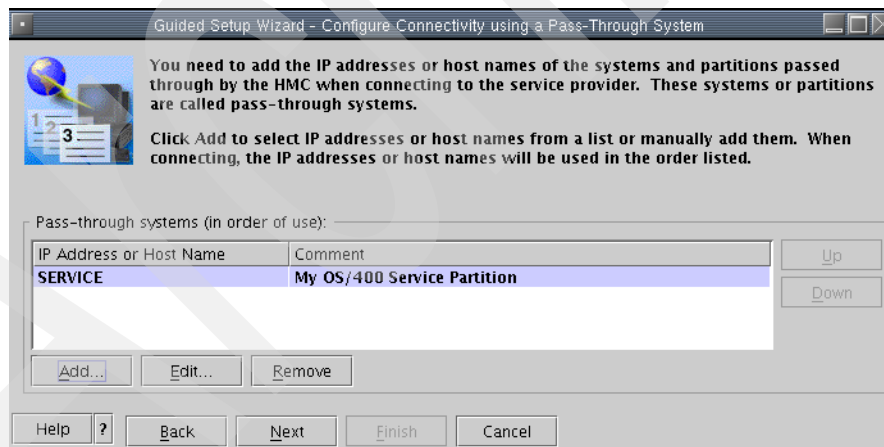 Guided Setup Wizard - Configure Connectivity using a Pass-Through System
You need to add the IP addresses or host names of the systems and partitions passed
through by the HMC when connecting to the service provider. These systems or partitions
are called pass-through systems.
Click Add to select IP addresses or host names from a list or manually add them. When
connecting, the IP addresses or host names will be used in the order listed.
1 2 3
Pass-through systems (in order of use):
IP Address or Host Name Comment
SERVICE My OS/400 Service Partition
Up
Down
Add... Edit... Remove
Help ? Back Next Finish Cancel